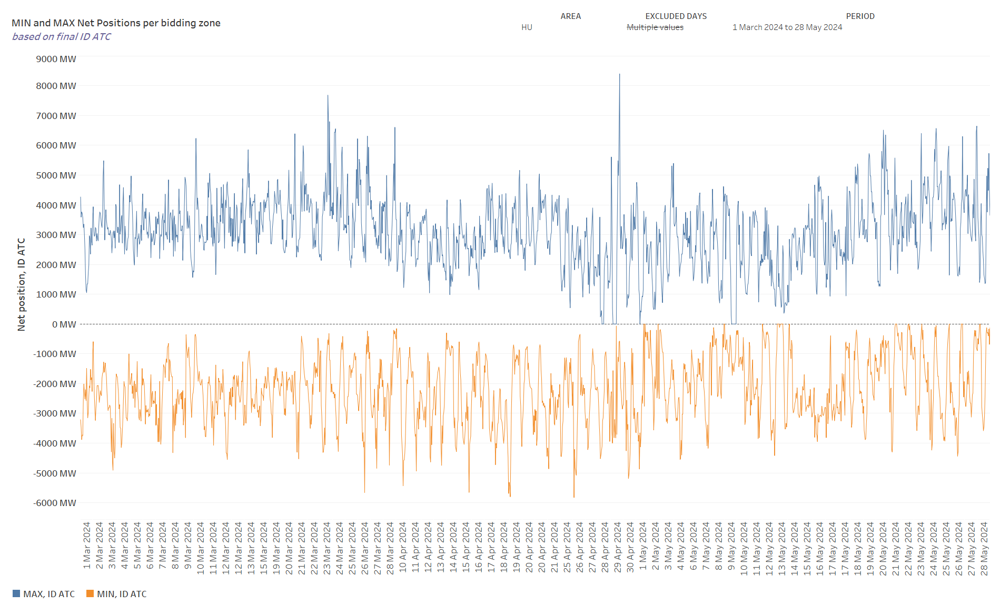 MIN and MAX Net Positions per bidding zone
based on final ID ATC
AREA
HU
EXCLUDED DAYS
Multiple values
PERIOD
1 March 2024 to 28 May 2024
Net position, ID ATC
9000 MW
8000 MW
7000 MW
6000 MW
5000 MW
4000 MW
3000 MW
2000 MW
1000 MW
0 MW
-1000 MW
-2000 MW
-3000 MW
-4000 MW
-5000 MW
-6000 MW
1 Mar 2024
2 Mar 2024
3 Mar 2024
4 Mar 2024
5 Mar 2024
6 Mar 2024
7 Mar 2024
8 Mar 2024
9 Mar 2024
10 Mar 2024
11 Mar 2024
12 Mar 2024
12 Mar 2024
13 Mar 2024
15 Mar 2024
19 Mar 2024
20 Mar 2024
21 Mar 2024
22 Mar 2024
23 Mar 2024
24 Mar 2024
25 Mar 2024
26 Mar 2024
27 Mar 2024
28 Mar 2024
10 Apr 2024
11 Apr 2024
12 Apr 2024
13 Apr 2024
14 Apr 2024
15 Apr 2024
16 Apr 2024
17 Apr 2024
18 Apr 2024
19 Apr 2024
20 Apr 2024
20 Apr 2024
21 Apr 2024
25 Apr 2024
26 Apr 2024
27 Apr 2024
28 Apr 2024
29 Apr 2024
30 Apr 2024
1 May 2024
2 May 2024
3 May 2024
4 May 2024
6 May 2024
7 May 2024
8 May 2024
9 May 2024
10 May 2024
11 May 2024
12 May 2024
13 May 2024
14 May 2024
15 May 2024
16 May 2024
17 May 2024
17 May 2024
18 May 2024
19 May 2024
20 May 2024
21 May 2024
22 May 2024
23 May 2024
24 May 2024
25 May 2024
26 May 2024
27 May 2024
28 May 2024
MAX, ID ATC
MIN, ID ATC